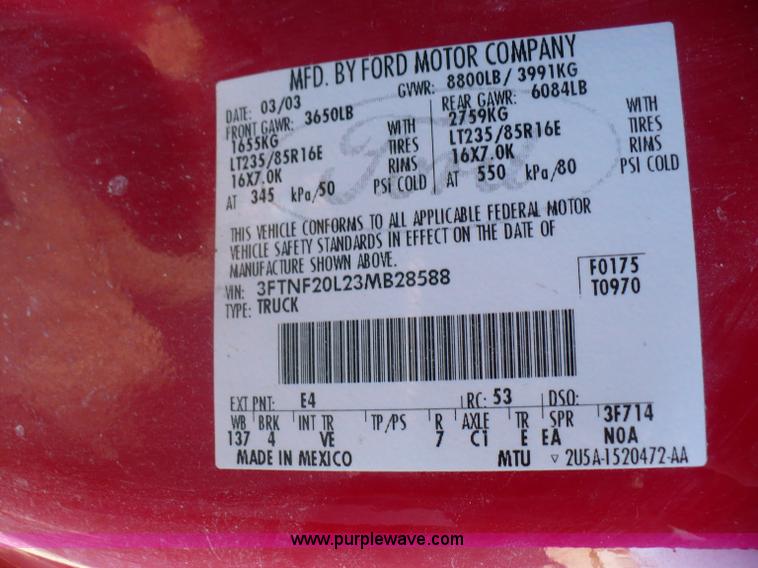 MFD. BY FORD MOTOR COMPANY
DATE: 03/03 GVWR: 8800LB / 3991KG
FRONT GAWR: 3650LB REAR GAWR: 6084LB
1655KG WITH 2759KG WITH
LT235/85R16E TIRES LT235/85R16E TIRES
16X7.0K RIMS 16X7.0K RIMS
AT 345 kPa/50 PSI COLD AT 550 kPa/80 PSI COLD
Ford
THIS VEHICLE CONFORMS TO ALL APPLICABLE FEDERAL MOTOR
VEHICLE SAFETY STANDARDS IN EFFECT ON THE DATE OF
MANUFACTURE SHOWN ABOVE.
VIN: 3FTNF20L23MB28588 F0175
TYPE: TRUCK T0970
EXT PNT: E4 RC: 53 DSO:
WB BRK INT TR TP/PS R AXLE TR SPR 3F714
137 4 VE 7 C1 E EA NOA
MADE IN MEXICO MTU ▽ 2U5A-1520472-AA
www.purplewave.com